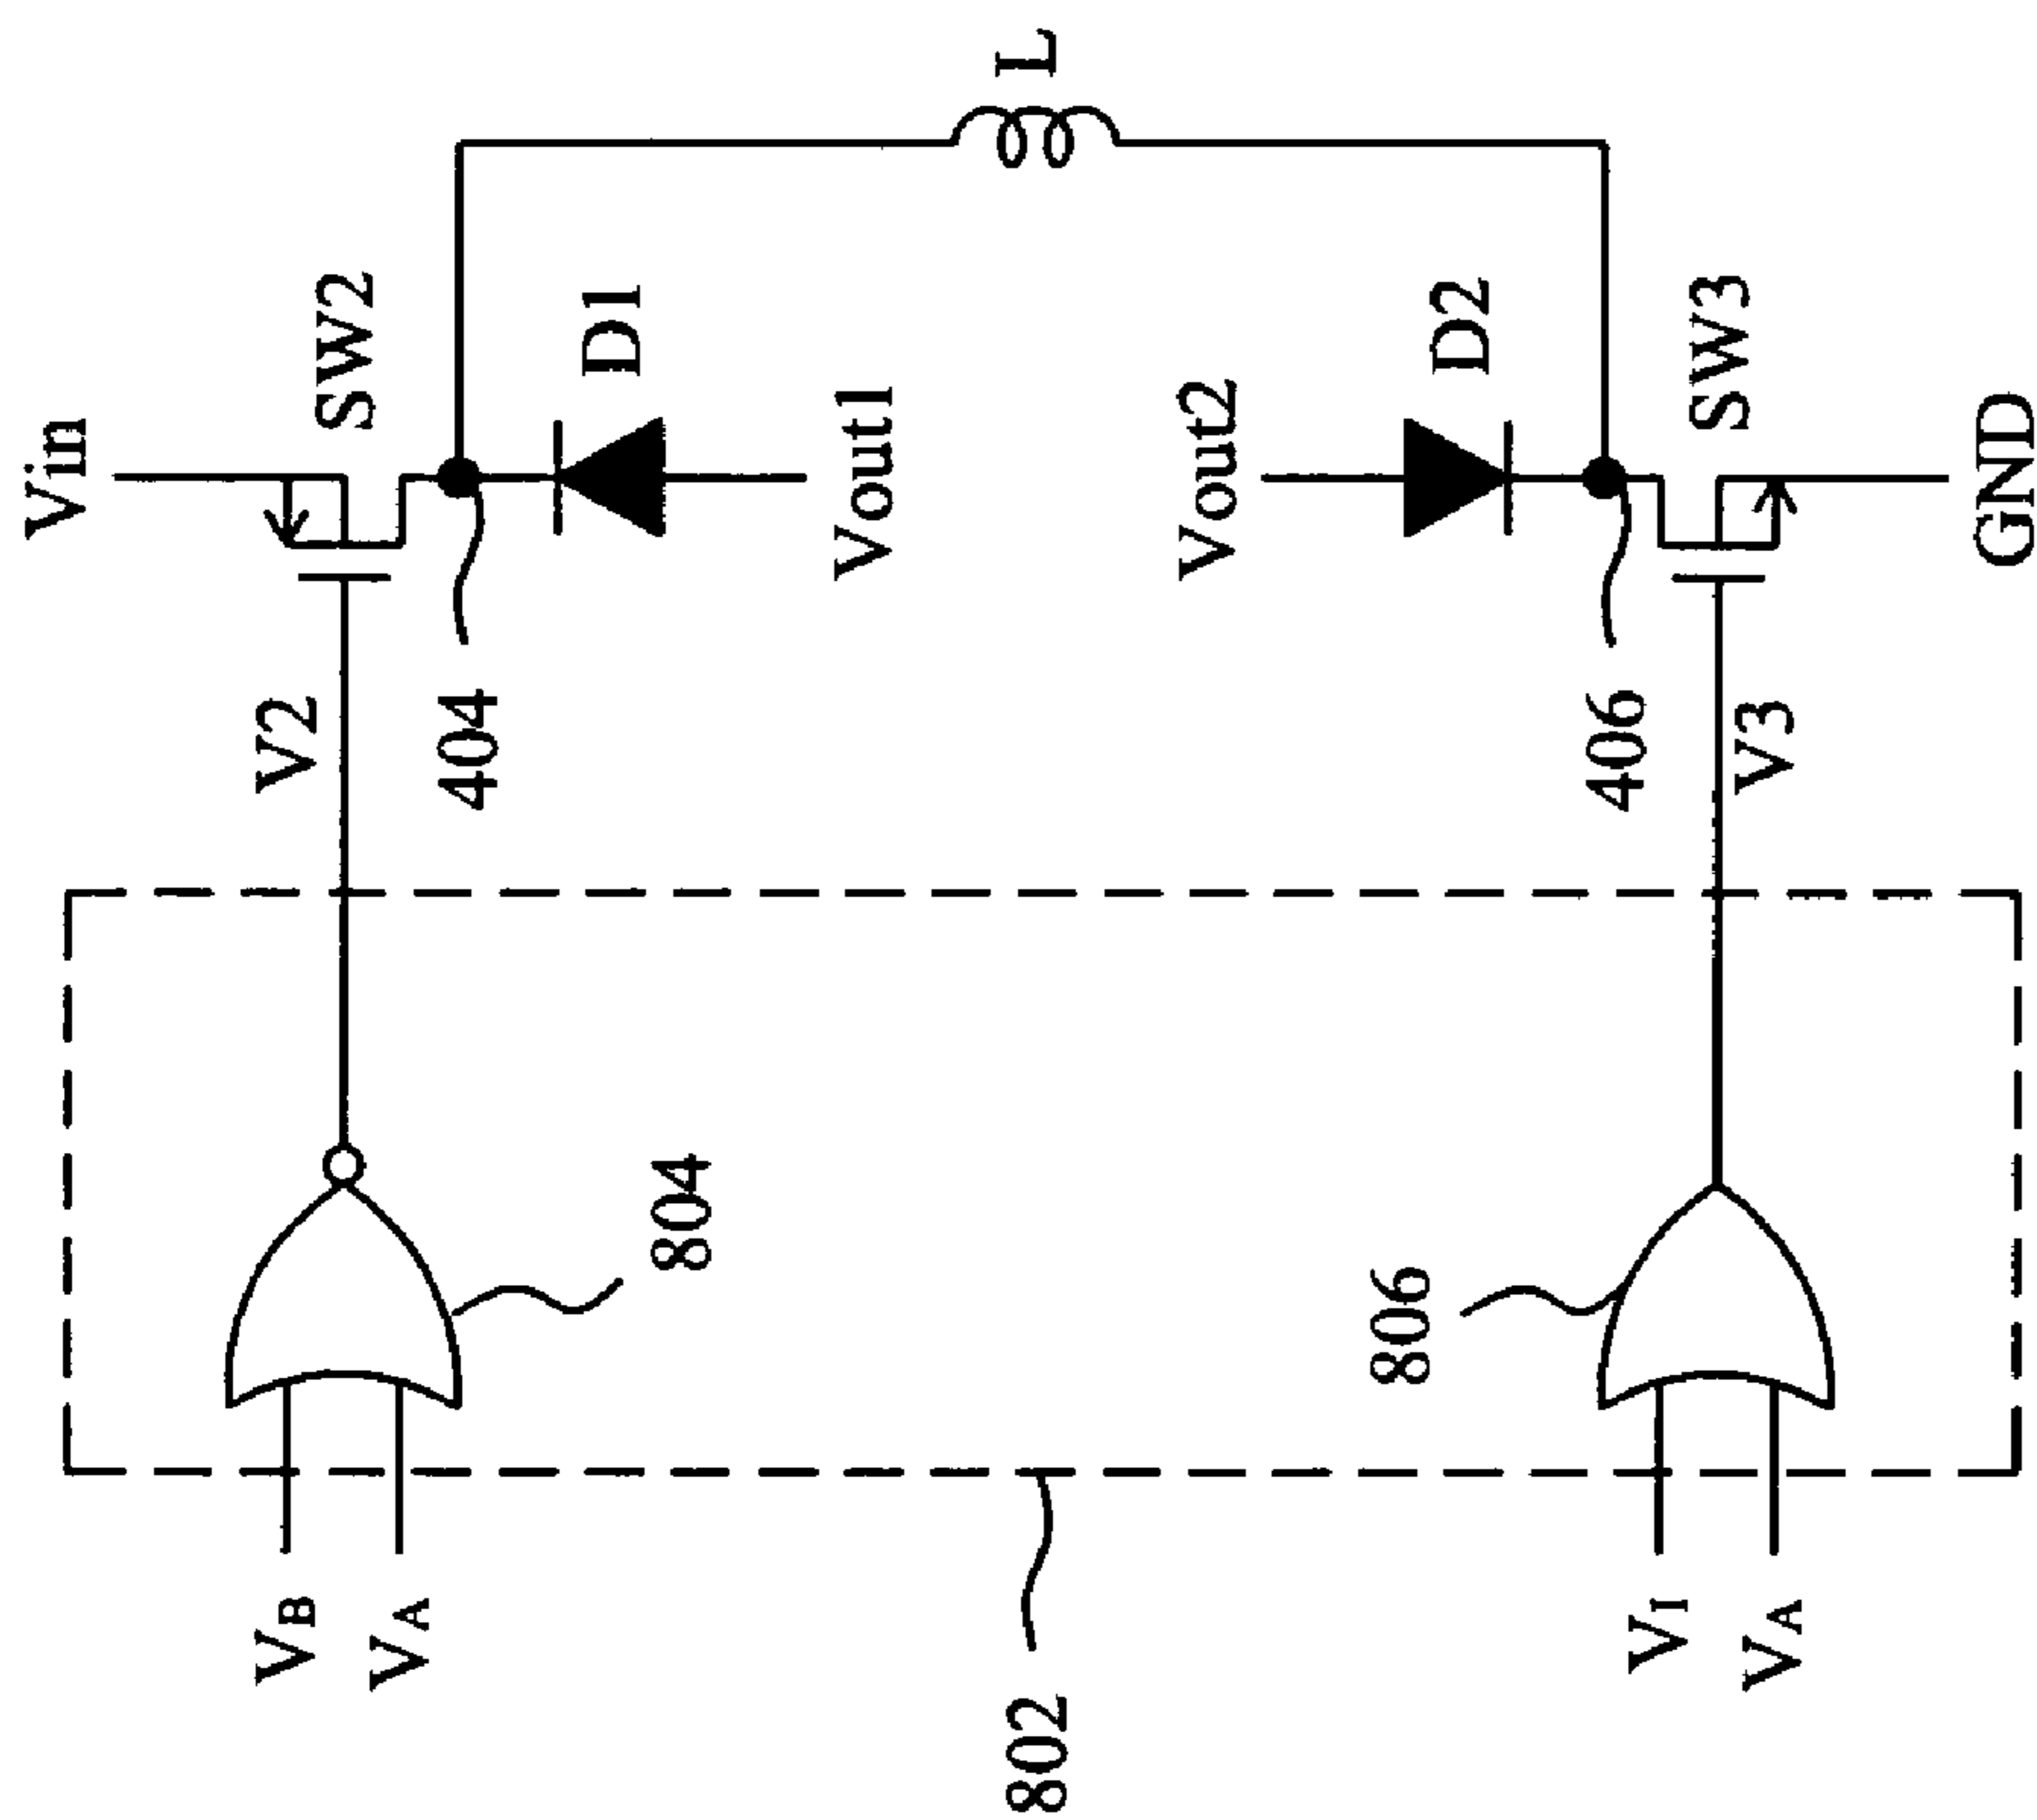 Vin
SW2
D1
Vout1
L
Vout2
D2
SW3
GND
V2
404
406
V3
804
806
VB
VA
802
VI
VA